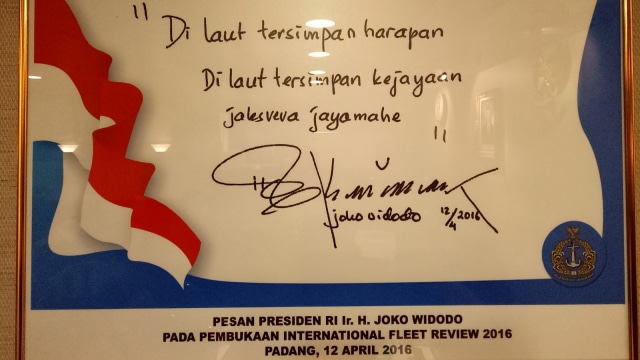 " Di laut tersimpan harapan
Di laut tersimpan kejayaan
jalesveva jayamahe "
joko widodo 12/4 2016
PESAN PRESIDEN RI Ir. H. JOKO WIDODO
PADA PEMBUKAAN INTERNATIONAL FLEET REVIEW 2016
PADANG, 12 APRIL 2016